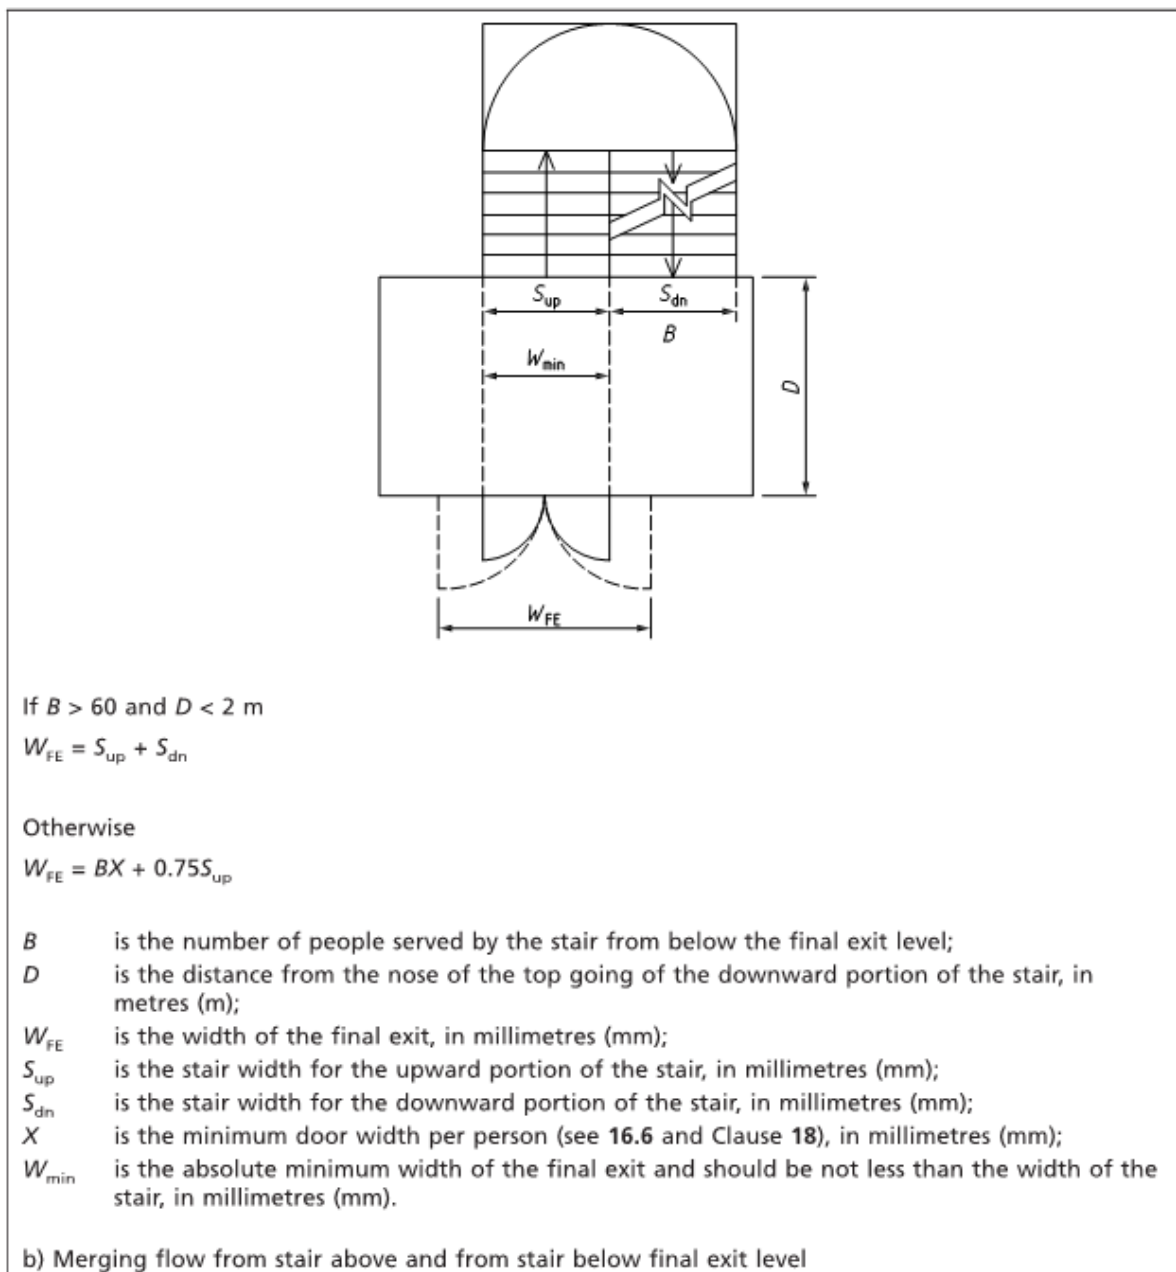 S_up
S_dn
B
W_min
D
W_FE
If B > 60 and D < 2 m
W_FE = S_up + S_dn
Otherwise
W_FE = BX + 0.75S_up
B is the number of people served by the stair from below the final exit level;
D is the distance from the nose of the top going of the downward portion of the stair, in
metres (m);
W_FE is the width of the final exit, in millimetres (mm);
S_up is the stair width for the upward portion of the stair, in millimetres (mm);
S_dn is the stair width for the downward portion of the stair, in millimetres (mm);
X is the minimum door width per person (see 16.6 and Clause 18), in millimetres (mm);
W_min is the absolute minimum width of the final exit and should be not less than the width of the
stair, in millimetres (mm).
b) Merging flow from stair above and from stair below final exit level